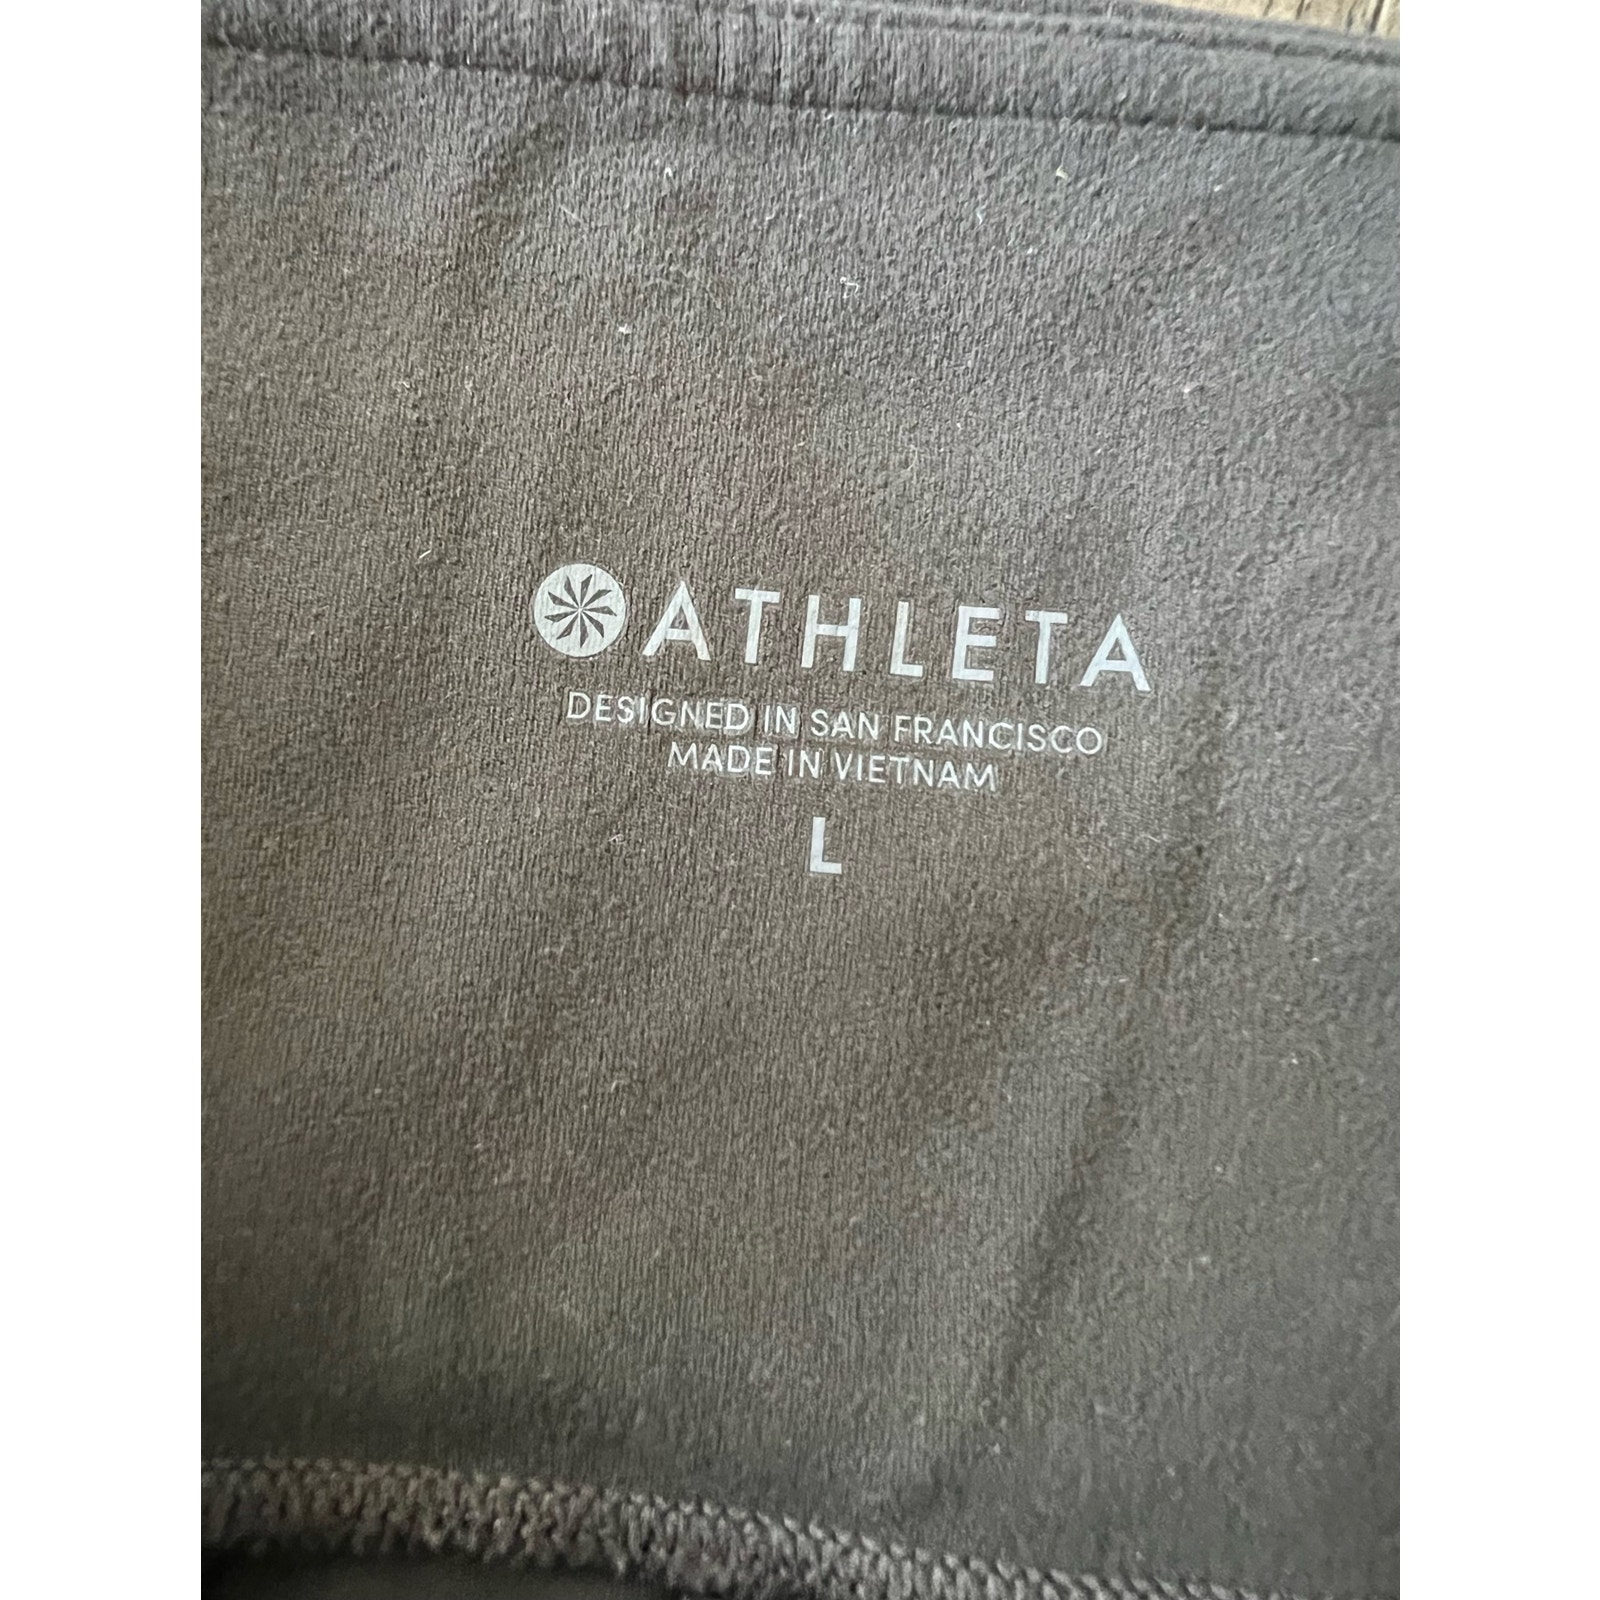 ATHLETA
DESIGNED IN SAN FRANCISCO
MADE IN VIETNAM
L